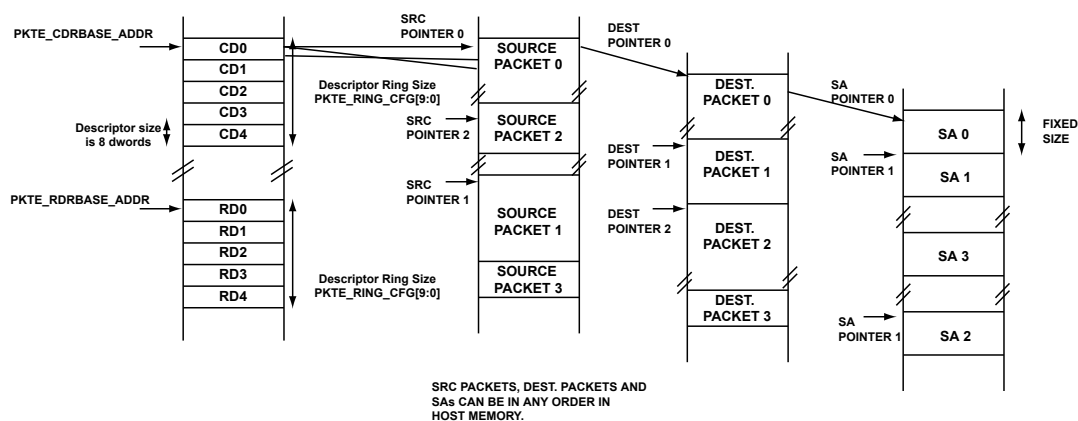 PKTE_CDRBASE_ADDR
CD0
CD1
CD2
CD3
CD4
Descriptor size
is 8 dwords
Descriptor Ring Size
PKTE_RING_CFG[9:0]
PKTE_RDRBASE_ADDR
RD0
RD1
RD2
RD3
RD4
Descriptor Ring Size
PKTE_RING_CFG[9:0]
SRC
POINTER 0
SOURCE
PACKET 0
SRC
POINTER 2
SOURCE
PACKET 2
SRC
POINTER 1
SOURCE
PACKET 1
SOURCE
PACKET 3
DEST
POINTER 0
DEST.
PACKET 0
DEST
POINTER 1
DEST.
PACKET 1
DEST
POINTER 2
DEST.
PACKET 2
DEST.
PACKET 3
SA
POINTER 0
SA 0
FIXED
SIZE
SA
POINTER 1
SA 1
SA 3
SA
POINTER 1
SA 2
SRC PACKETS, DEST. PACKETS AND
SAs CAN BE IN ANY ORDER IN
HOST MEMORY.